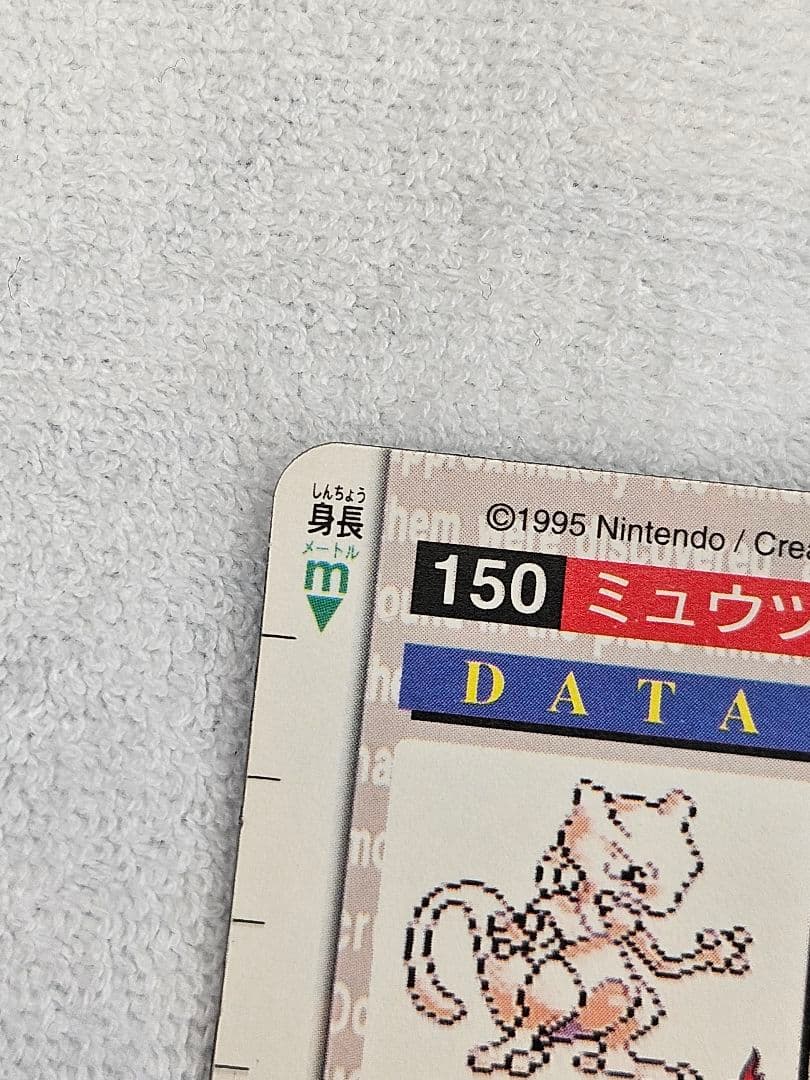 しんちょう
身長
メートル
m
©1995 Nintendo / Crea
150 ミュウツ
DATA